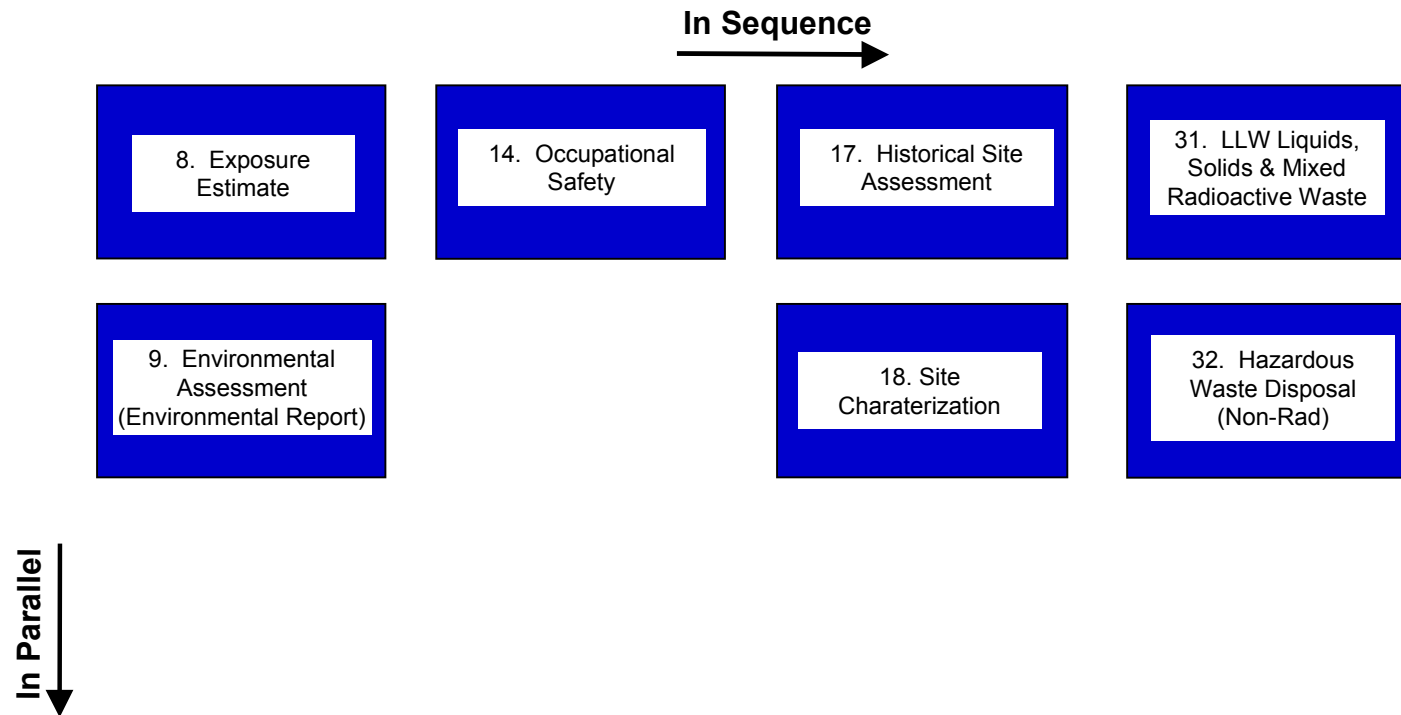 In Sequence
8. Exposure
Estimate
14. Occupational
Safety
17. Historical Site
Assessment
31. LLW Liquids,
Solids & Mixed
Radioactive Waste
9. Environmental
Assessment
(Environmental Report)
18. Site
Charaterization
32. Hazardous
Waste Disposal
(Non-Rad)
In Parallel